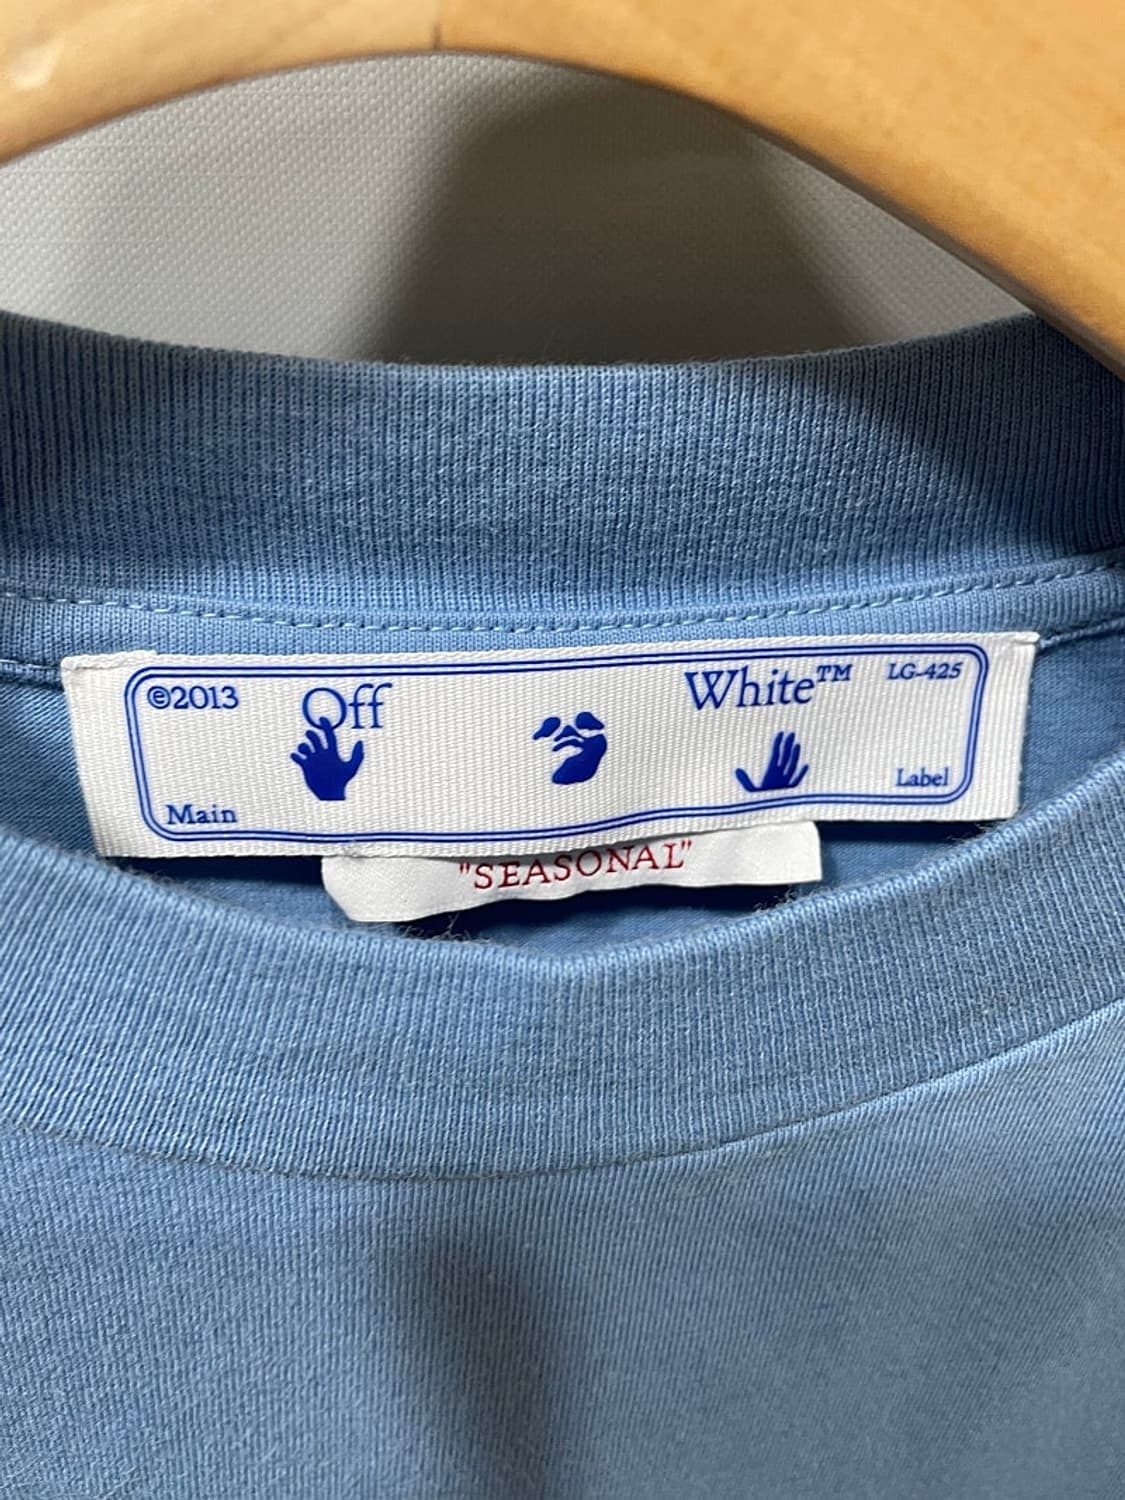 ©2013 Off White™ LG-425
Main Label
"SEASONAL"